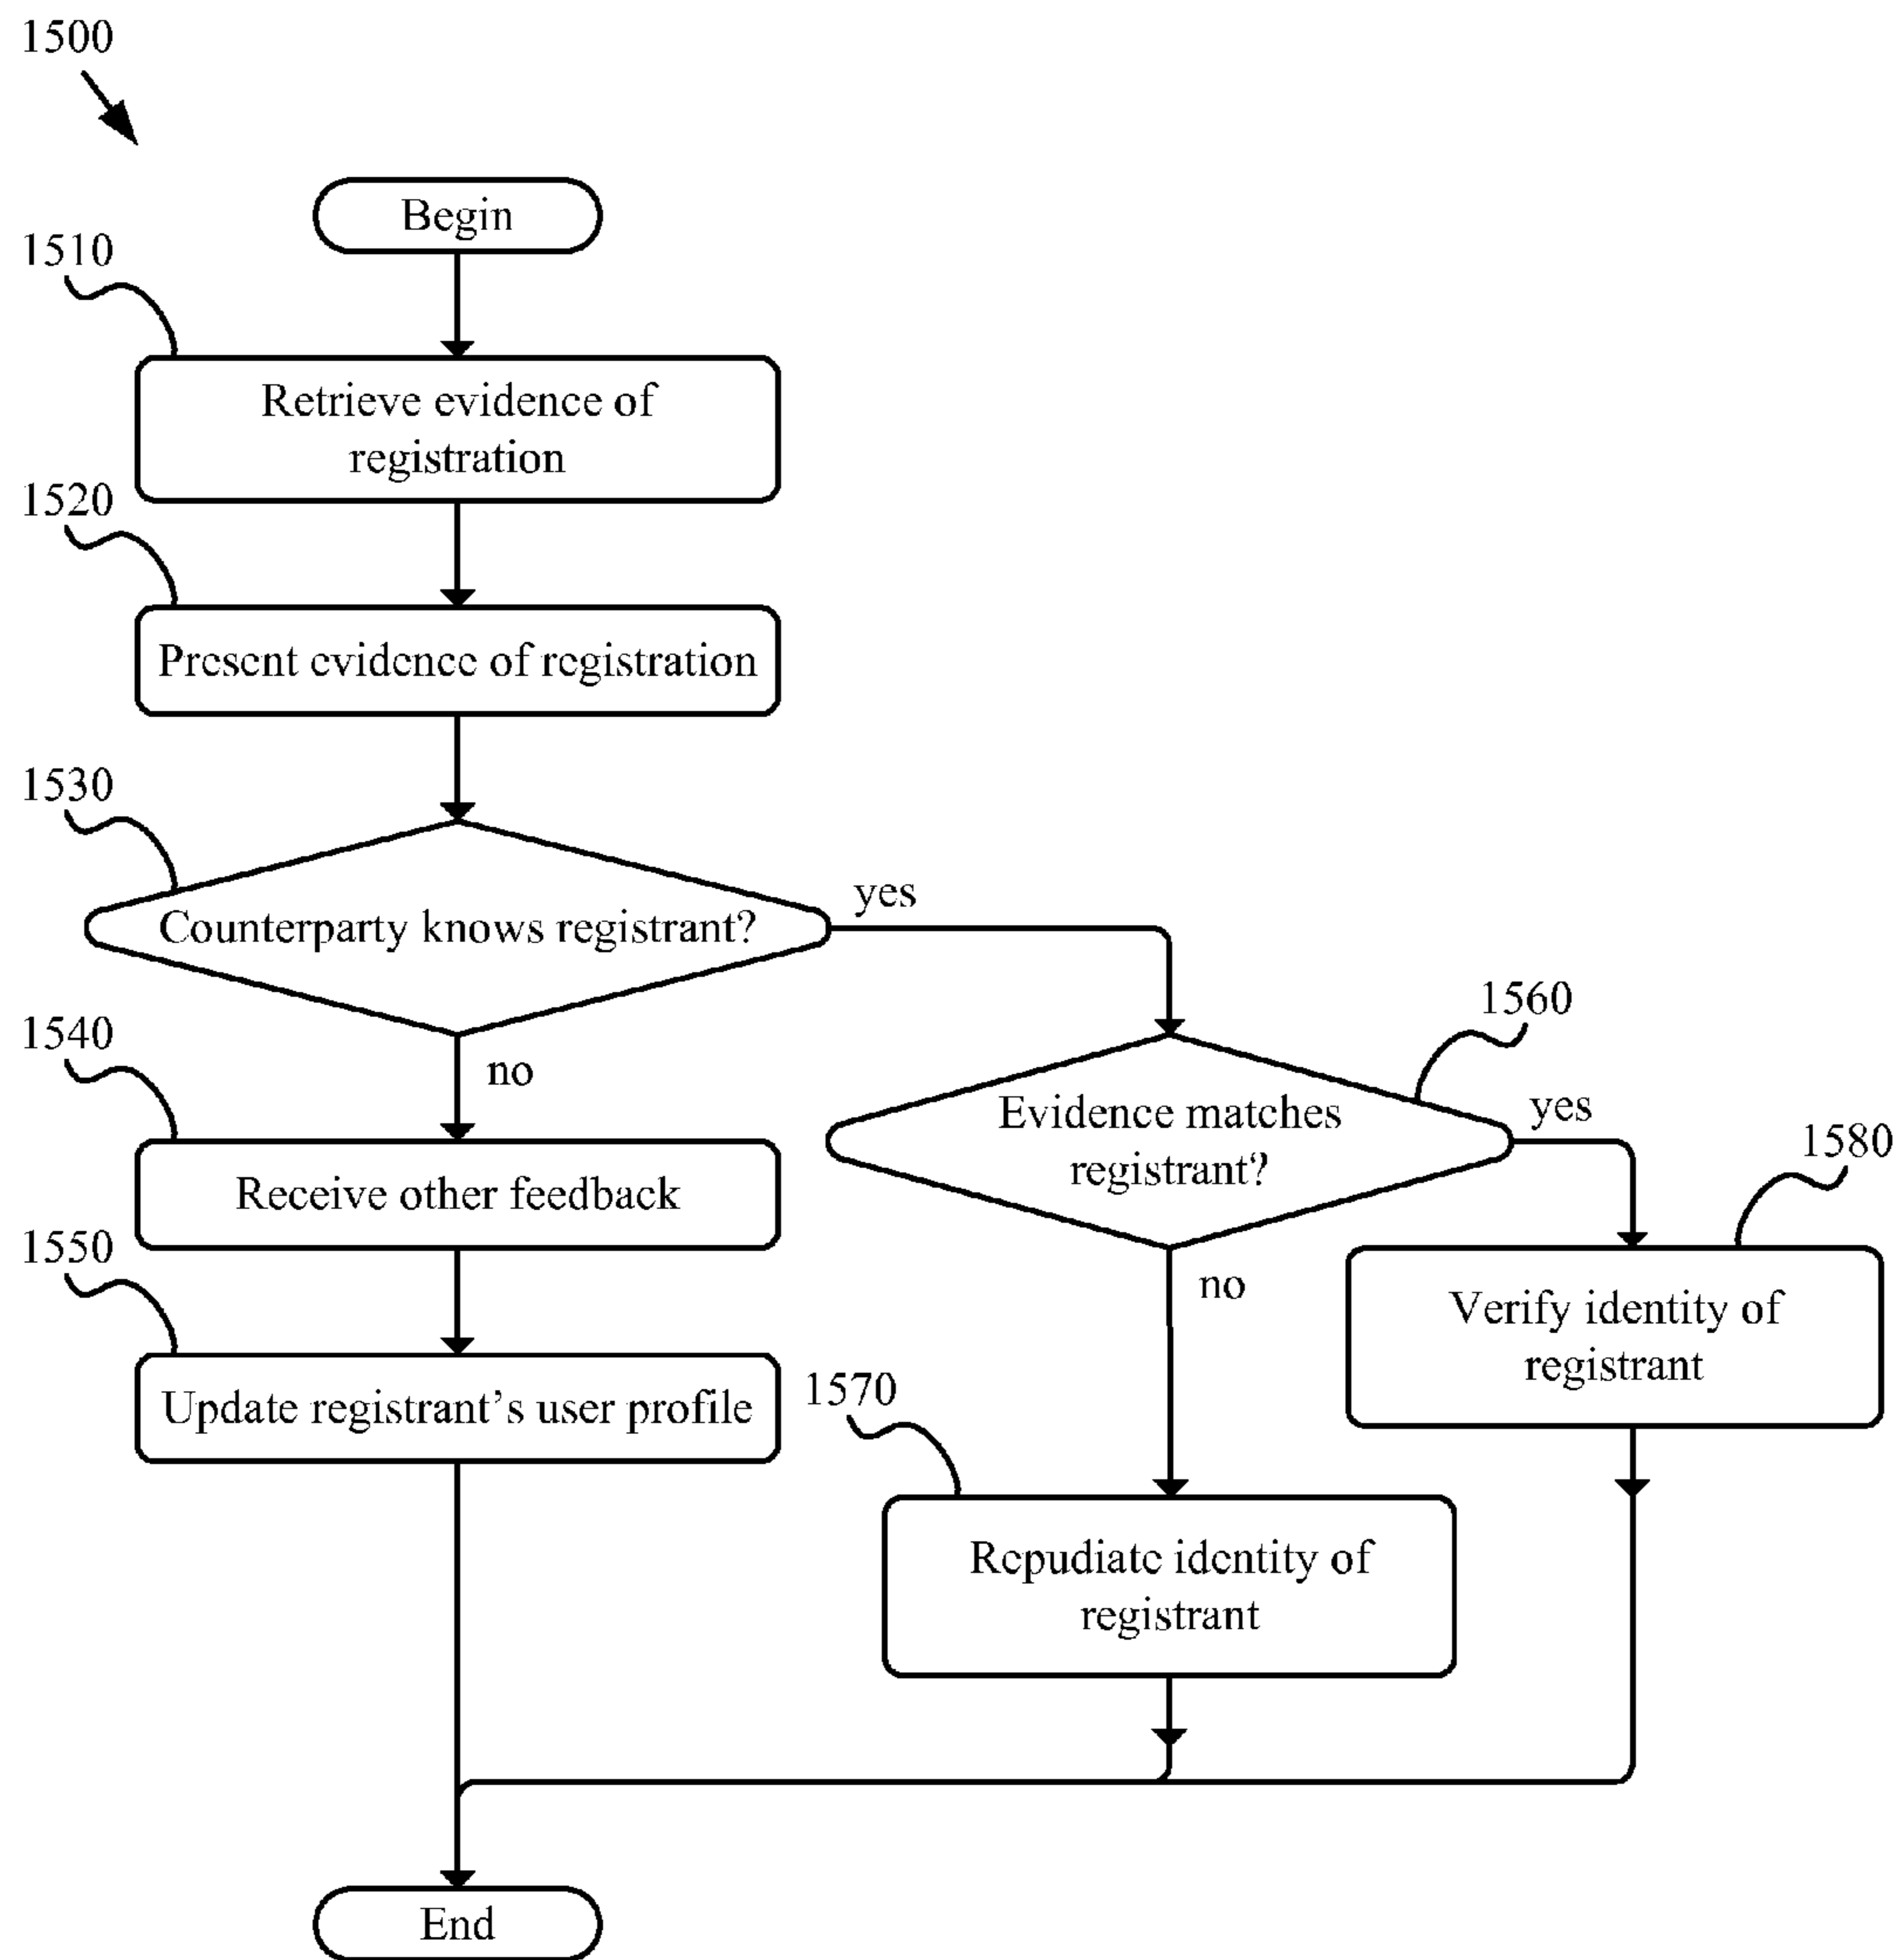 1500
Begin
1510
Retrieve evidence of
registration
1520
Present evidence of registration
1530
Counterparty knows registrant?
yes
no
1540
Receive other feedback
1550
Update registrant’s user profile
1560
Evidence matches
registrant?
yes
no
1580
Verify identity of
registrant
1570
Repudiate identity of
registrant
End